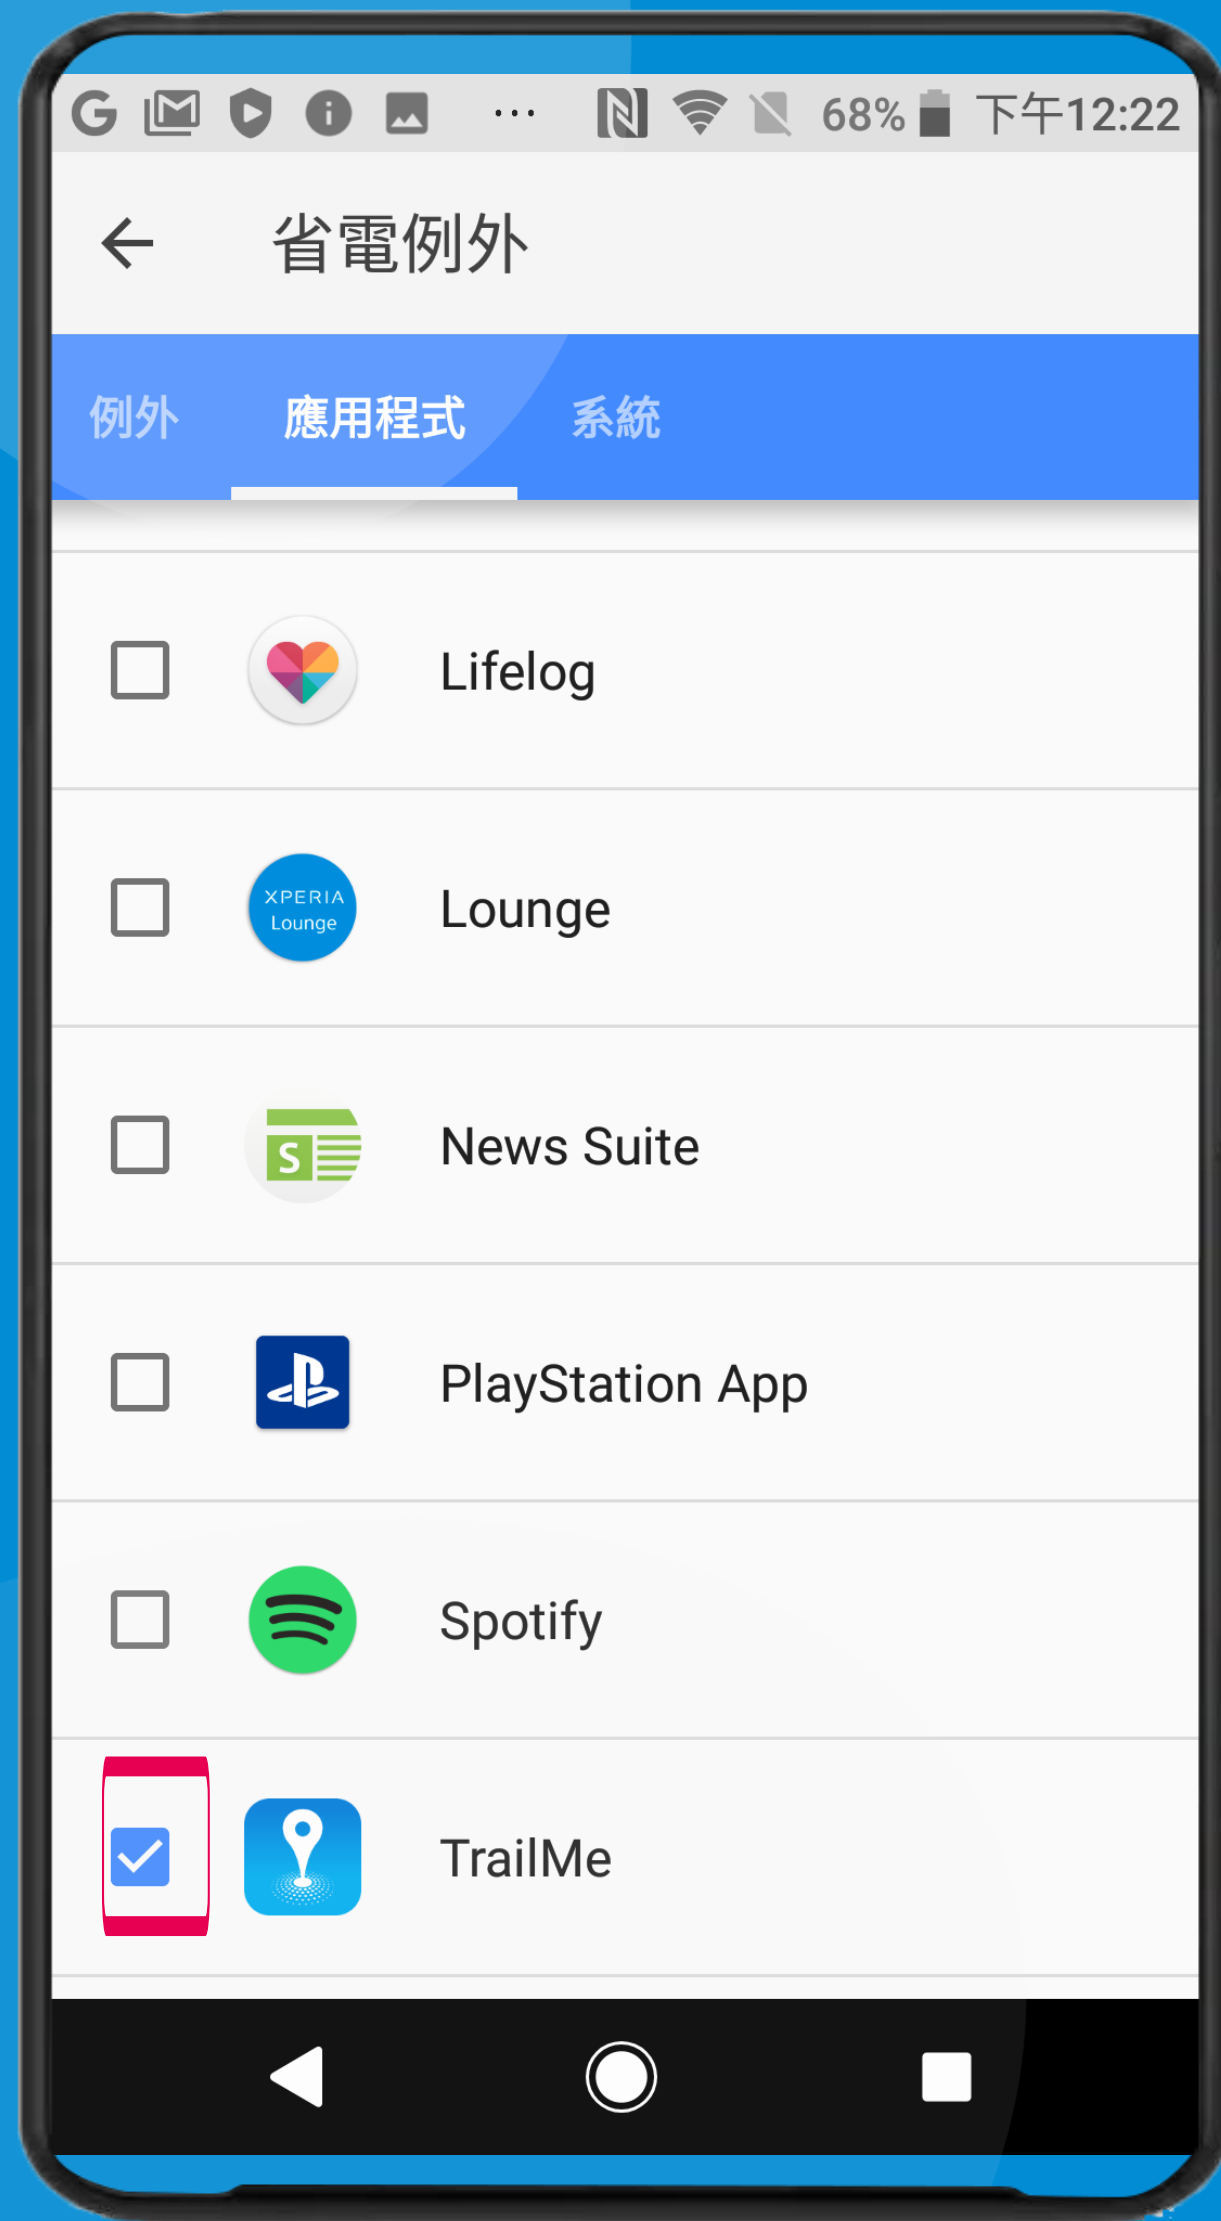 68% 下午12:22
省電例外
例外 應用程式 系統
Lifelog
XPERIA
Lounge
Lounge
S
News Suite
PlayStation App
Spotify
TrailMe